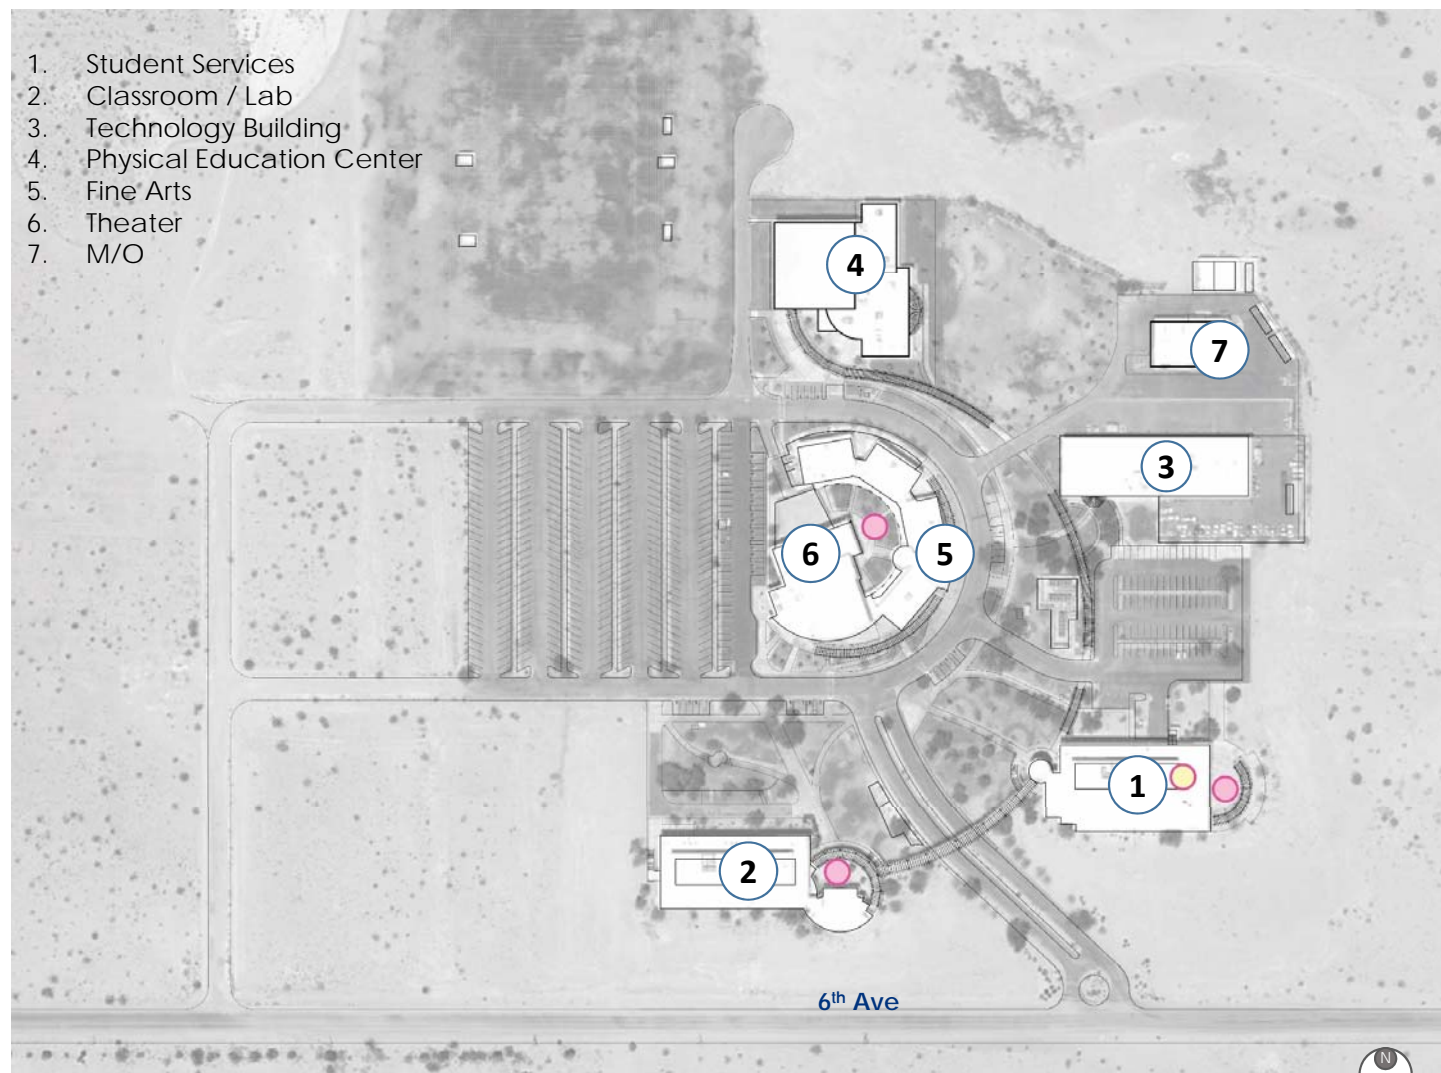 1. Student Services
2. Classroom / Lab
3. Technology Building
4. Physical Education Center
5. Fine Arts
6. Theater
7. M/O
4
7
3
6
5
1
2
6th Ave
N